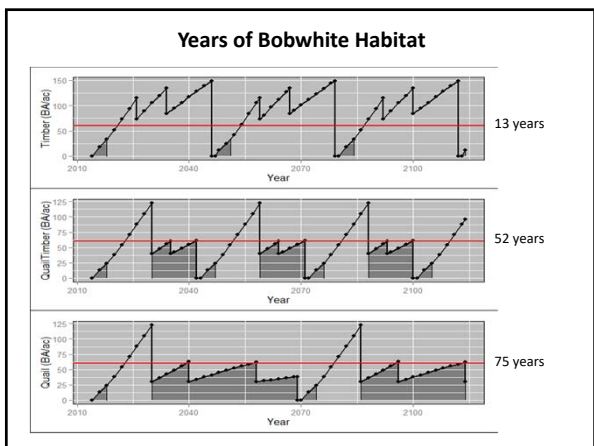 Years of Bobwhite Habitat
Timber (BA/ac)
150
100
50
0
2010
2040
2070
2100
Year
13 years
QuailTimber (BA/ac)
125
100
75
50
25
0
2010
2040
2070
2100
Year
52 years
Quail (BA/ac)
125
100
75
50
25
0
2010
2040
2070
2100
Year
75 years